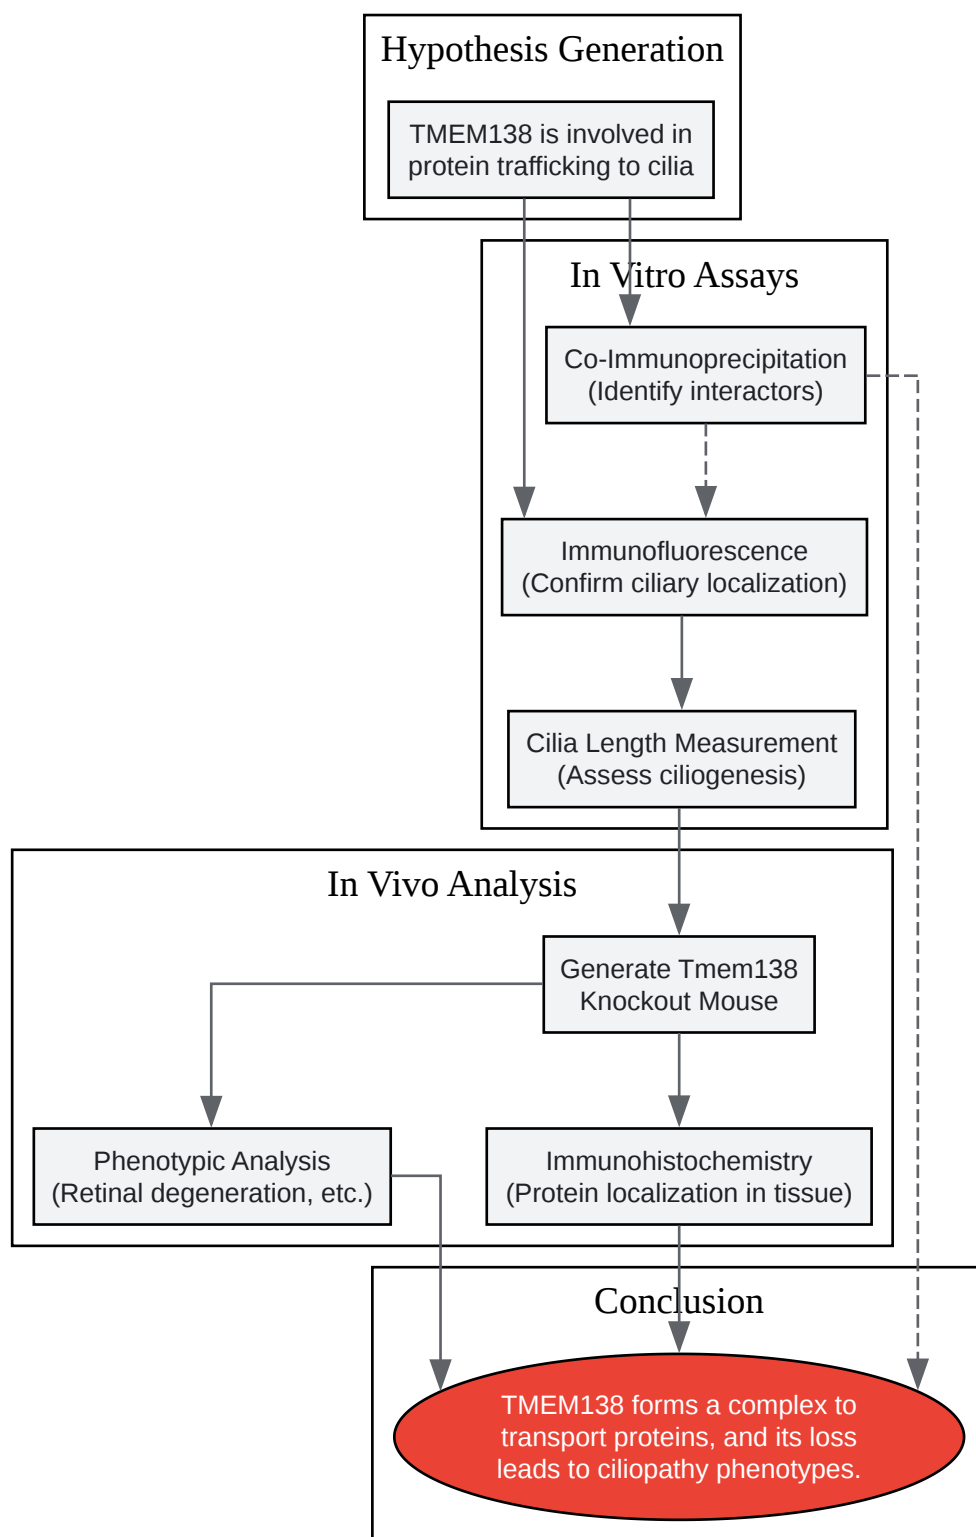 Hypothesis Generation
TMEM138 is involved in
protein trafficking to cilia
In Vitro Assays
Co-Immunoprecipitation
(Identify interactors)
Immunofluorescence
(Confirm ciliary localization)
Cilia Length Measurement
(Assess ciliogenesis)
In Vivo Analysis
Generate Tmem138
Knockout Mouse
Phenotypic Analysis
(Retinal degeneration, etc.)
Immunohistochemistry
(Protein localization in tissue)
Conclusion
TMEM138 forms a complex to
transport proteins, and its loss
leads to ciliopathy phenotypes.